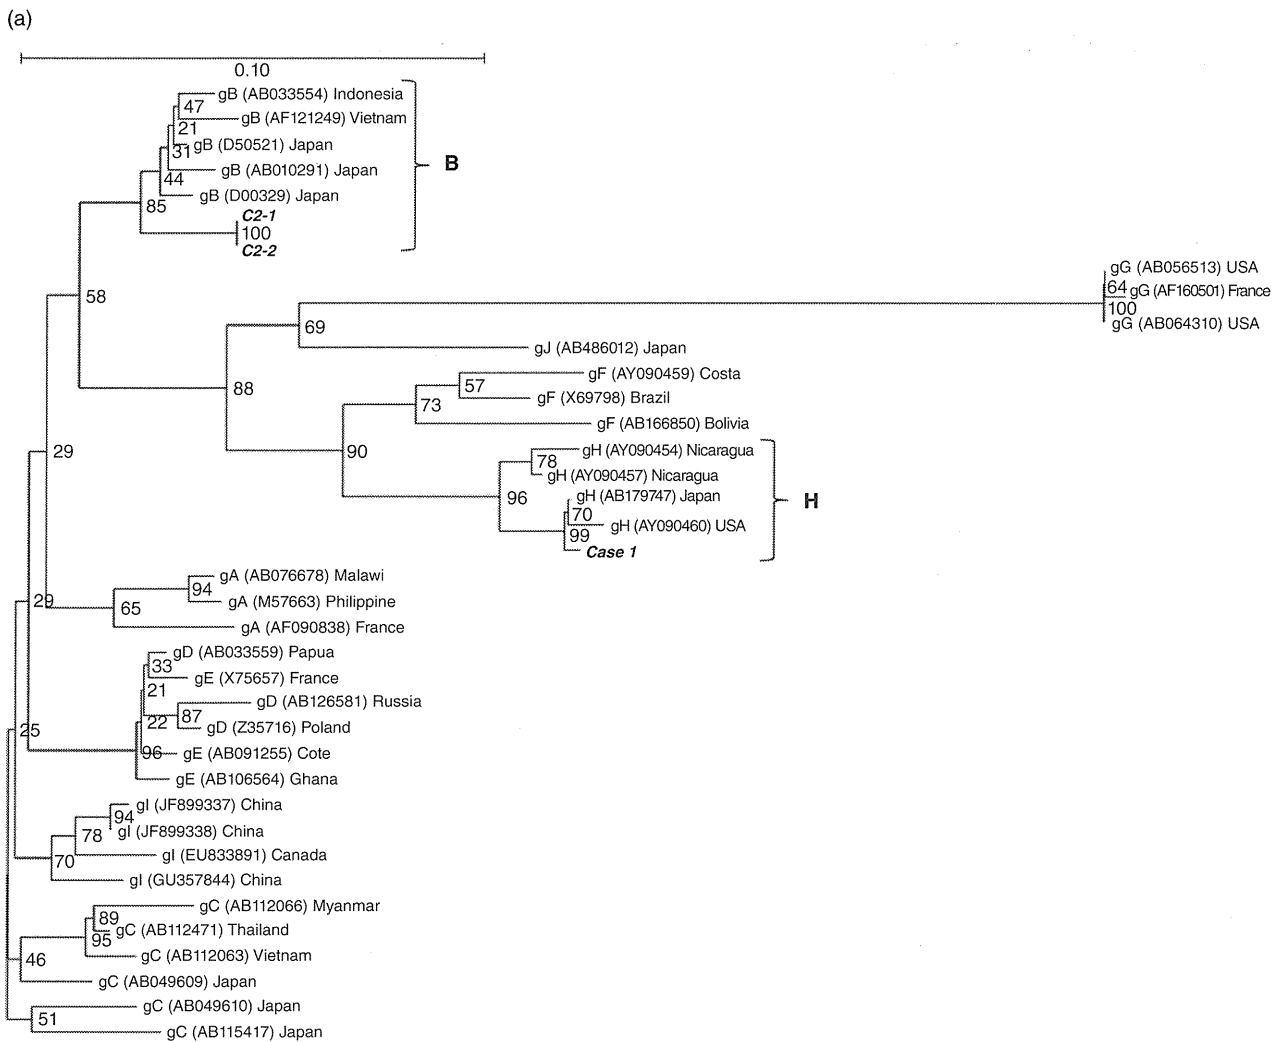 (a)
0.10
gB (AB033554) Indonesia
47
gB (AF121249) Vietnam
21
gB (D50521) Japan
31
gB (AB010291) Japan
B
44
gB (D00329) Japan
85
C2-1
100
C2-2
gG (AB056513) USA
64
gG (AF160501) France
58
100
gG (AB064310) USA
69
gJ (AB486012) Japan
gF (AY090459) Costa
88
57
gF (X69798) Brazil
73
gF (AB166850) Bolivia
29
90
gH (AY090454) Nicaragua
78
gH (AY090457) Nicaragua
96
gH (AB179747) Japan
H
70
gH (AY090460) USA
99
Case 1
gA (AB076678) Malawi
94
29
gA (M57663) Philippine
65
gA (AF090838) France
gD (AB033559) Papua
33
gE (X75657) France
21
gD (AB126581) Russia
22
87
gD (Z35716) Poland
25
96
gE (AB091255) Cote
gE (AB106564) Ghana
gI (JF899337) China
94
gI (JF899338) China
78
gI (EU833891) Canada
70
gI (GU357844) China
gC (AB112066) Myanmar
89
gC (AB112471) Thailand
95
gC (AB112063) Vietnam
46
gC (AB049609) Japan
gC (AB049610) Japan
51
gC (AB115417) Japan